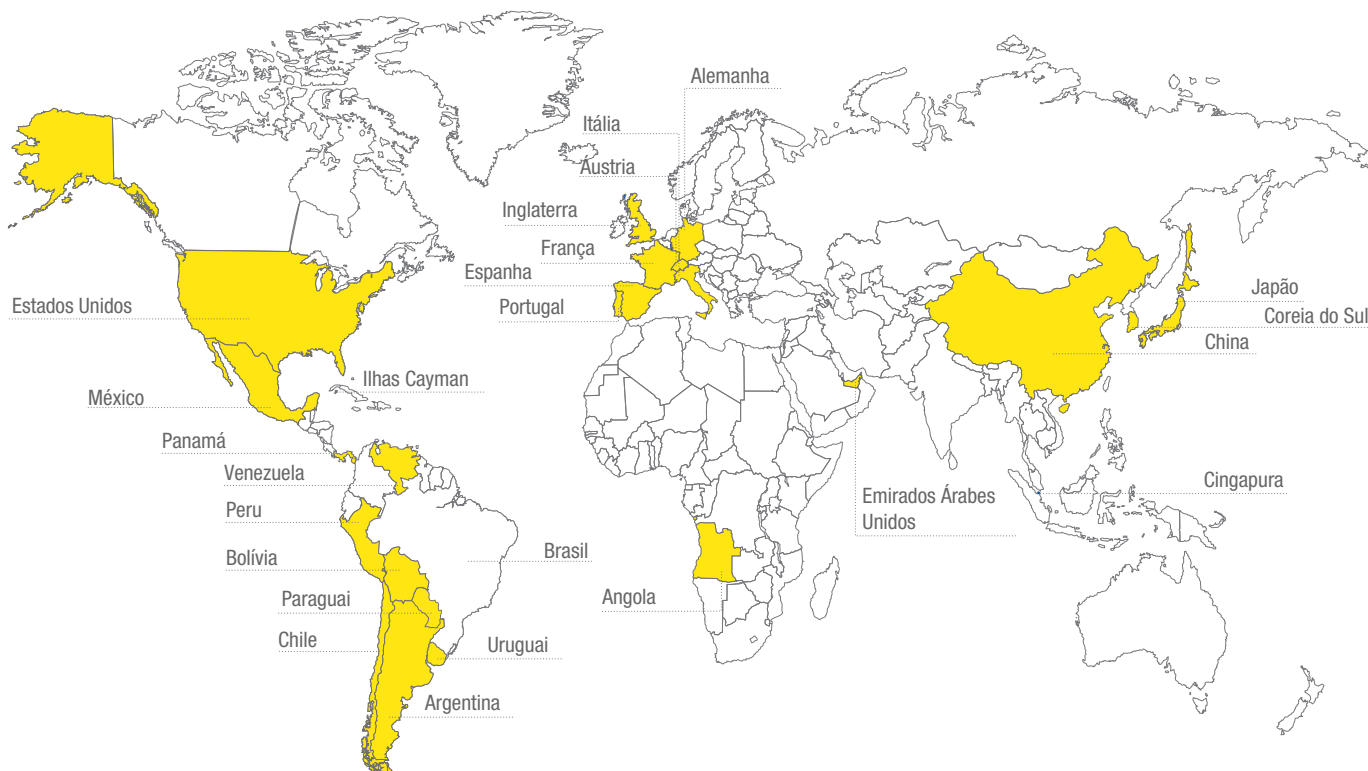 Alemanha
Itália
Áustria
Inglaterra
França
Espanha
Portugal
Estados Unidos
Japão
Coreia do Sul
China
Ilhas Cayman
México
Panamá
Venezuela
Peru
Bolívia
Brasil
Paraguai
Chile
Uruguai
Argentina
Angola
Emirados Árabes
Unidos
Cingapura